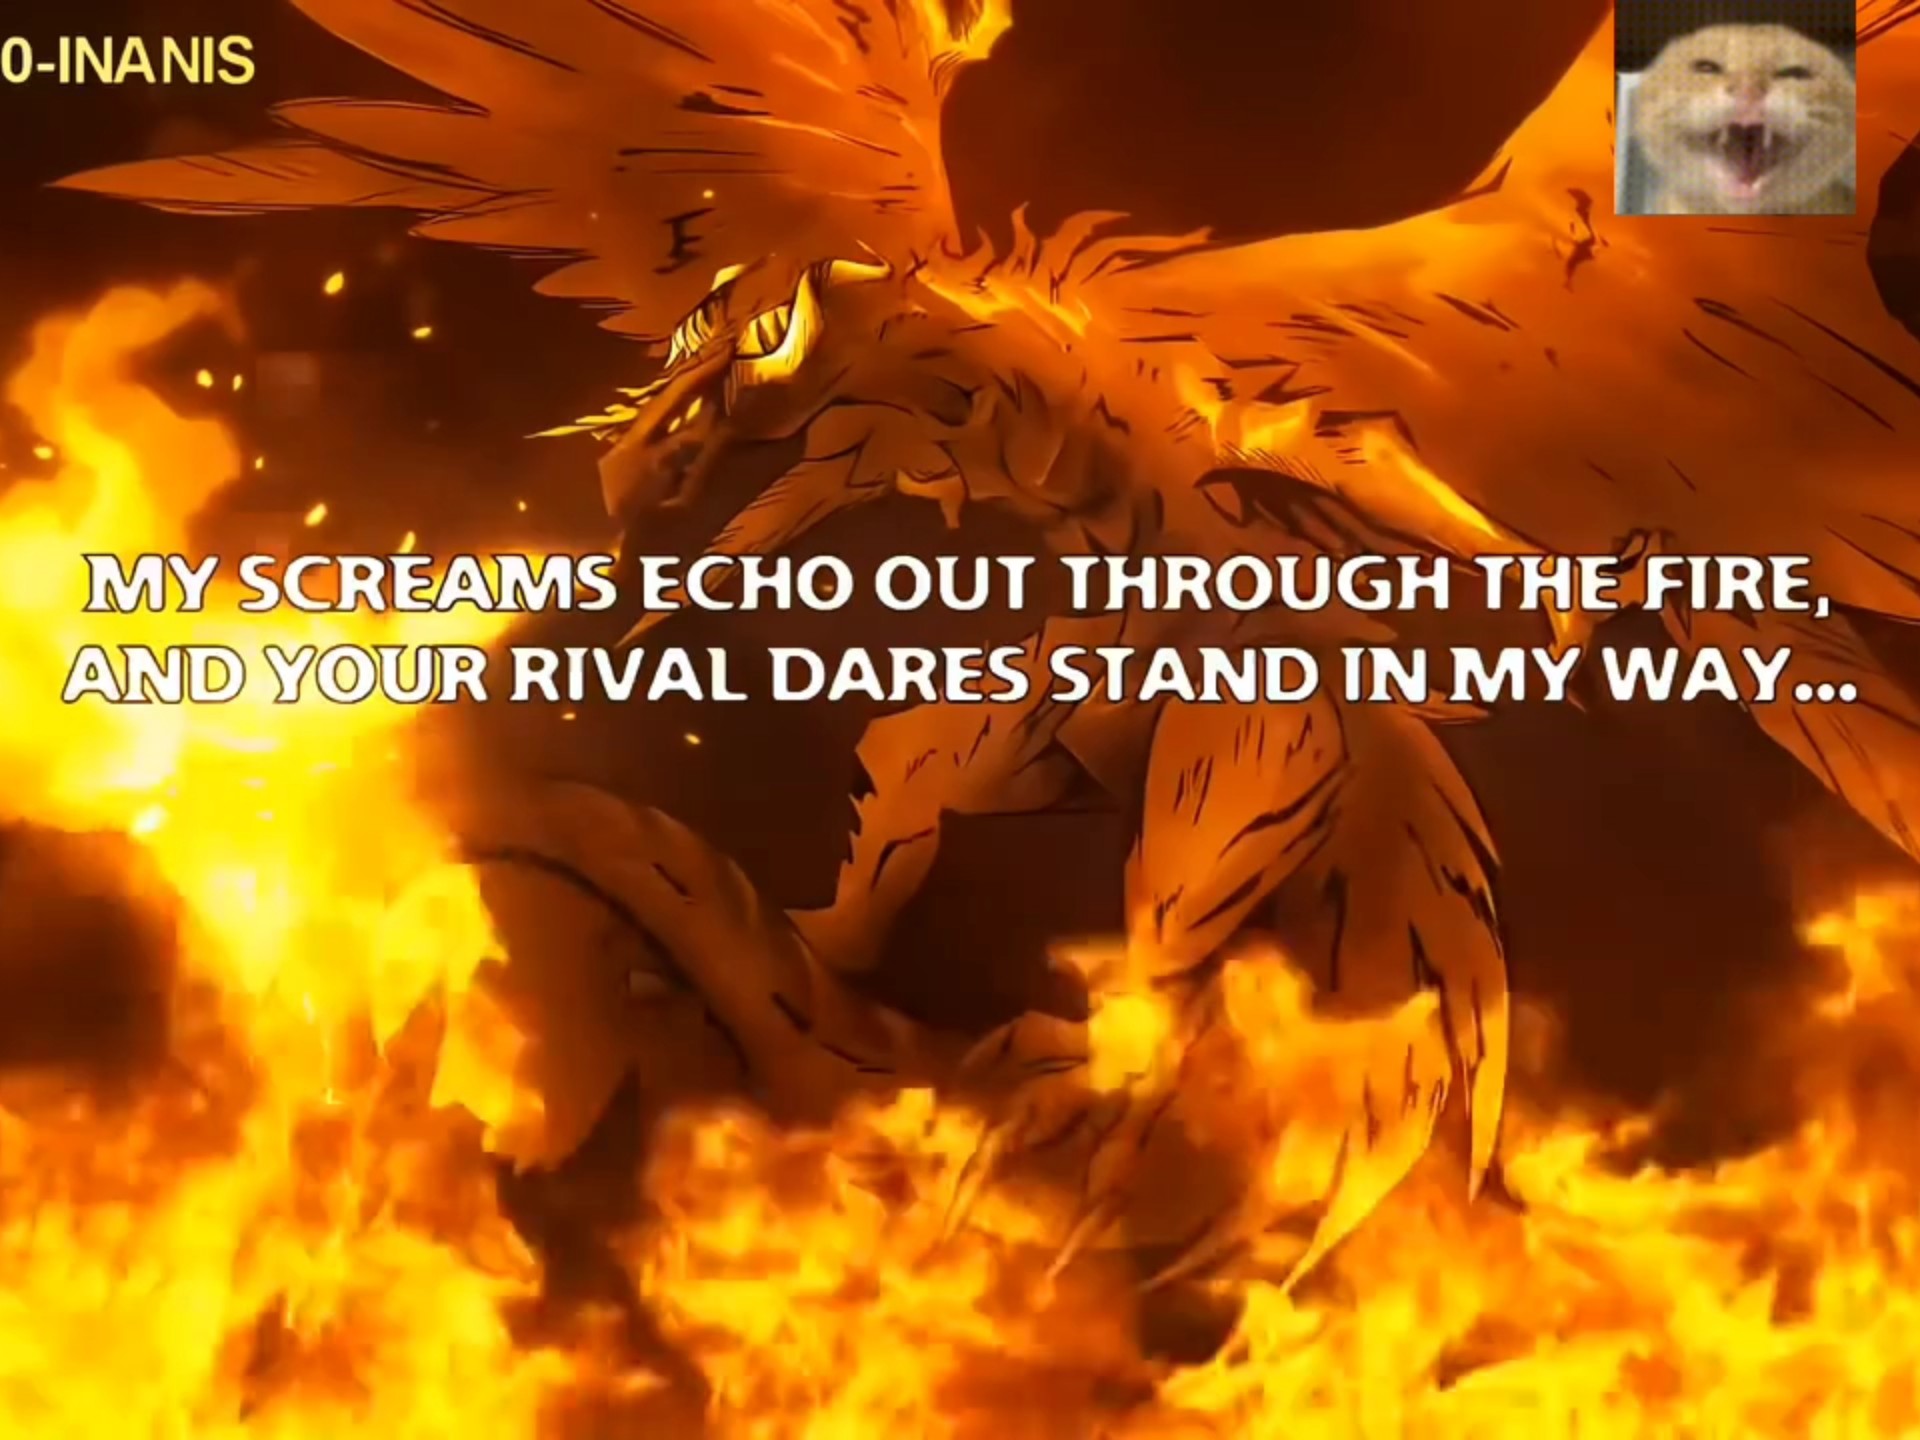 0-INANIS
MY SCREAMS ECHO OUT THROUGH THE FIRE,
AND YOUR RIVAL DARES STAND IN MY WAY...